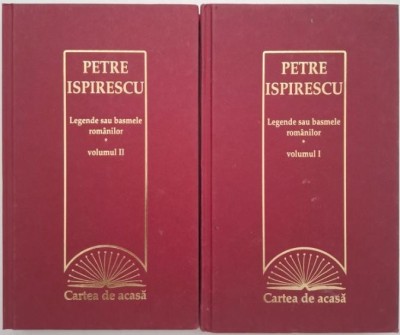 PETRE
ISPIRESCU
Legende sau basmele
românilor
*
volumul II
Cartea de acasă
PETRE
ISPIRESCU
Legende sau basmele
românilor
*
volumul I
Cartea de acasă